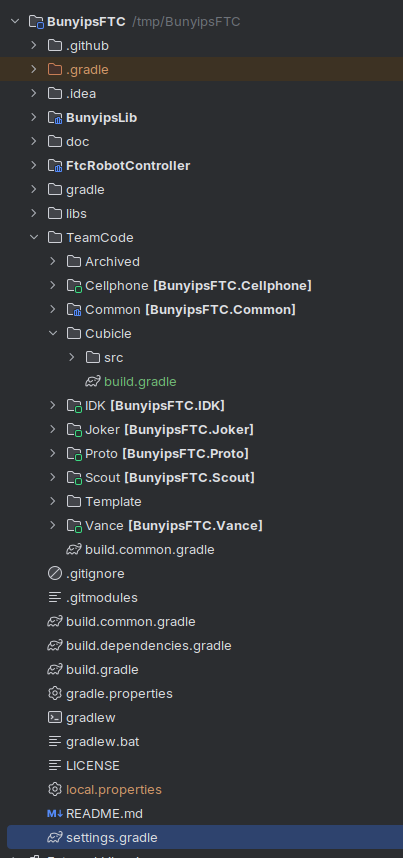 BunyipsFTC /tmp/BunyipsFTC
.github
.gradle
.idea
BunyipsLib
doc
FtcRobotController
gradle
libs
TeamCode
Archived
Cellphone [BunyipsFTC.Cellphone]
Common [BunyipsFTC.Common]
Cubicle
src
build.gradle
IDK [BunyipsFTC.IDK]
Joker [BunyipsFTC.Joker]
Proto [BunyipsFTC.Proto]
Scout [BunyipsFTC.Scout]
Template
Vance [BunyipsFTC.Vance]
build.common.gradle
.gitignore
.gitmodules
build.common.gradle
build.dependencies.gradle
build.gradle
gradle.properties
gradlew
gradlew.bat
LICENSE
local.properties
M↓ README.md
settings.gradle